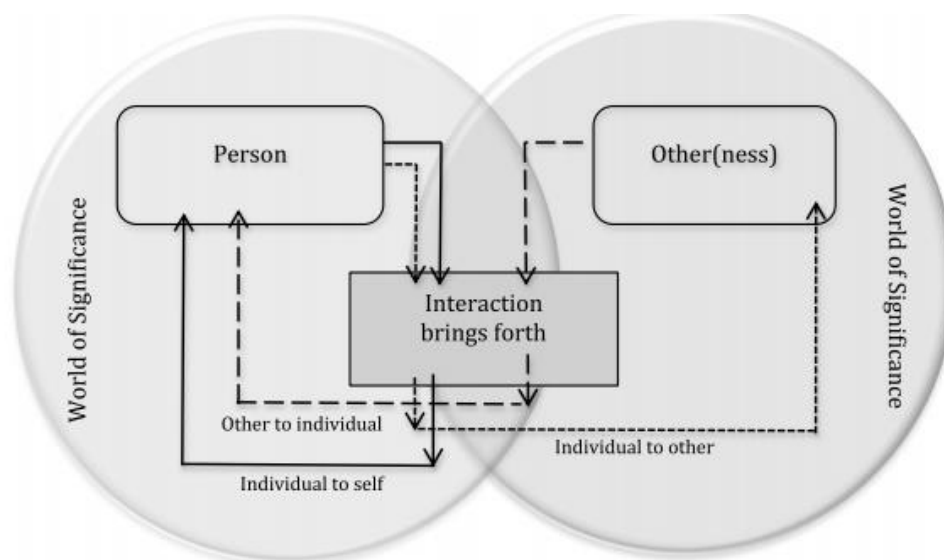 Person
Other(ness)
World of Significance
World of Significance
Interaction
brings forth
Other to individual
Individual to other
Individual to self